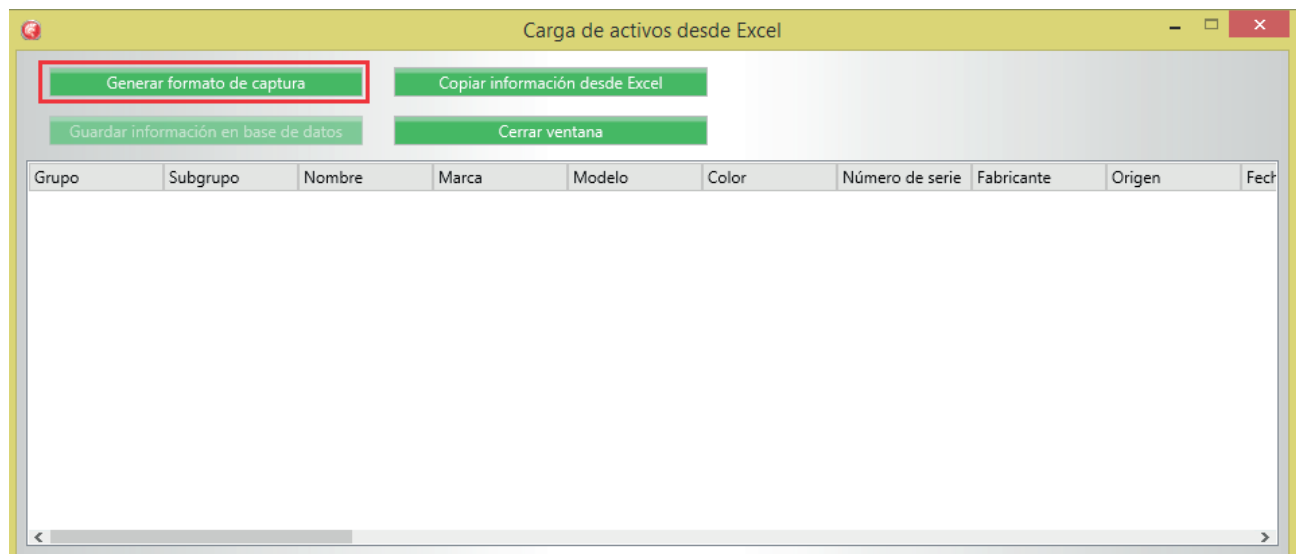 Carga de activos desde Excel
Generar formato de captura Copiar información desde Excel
Guardar información en base de datos Cerrar ventana
Grupo Subgrupo Nombre Marca Modelo Color Número de serie Fabricante Origen Fech